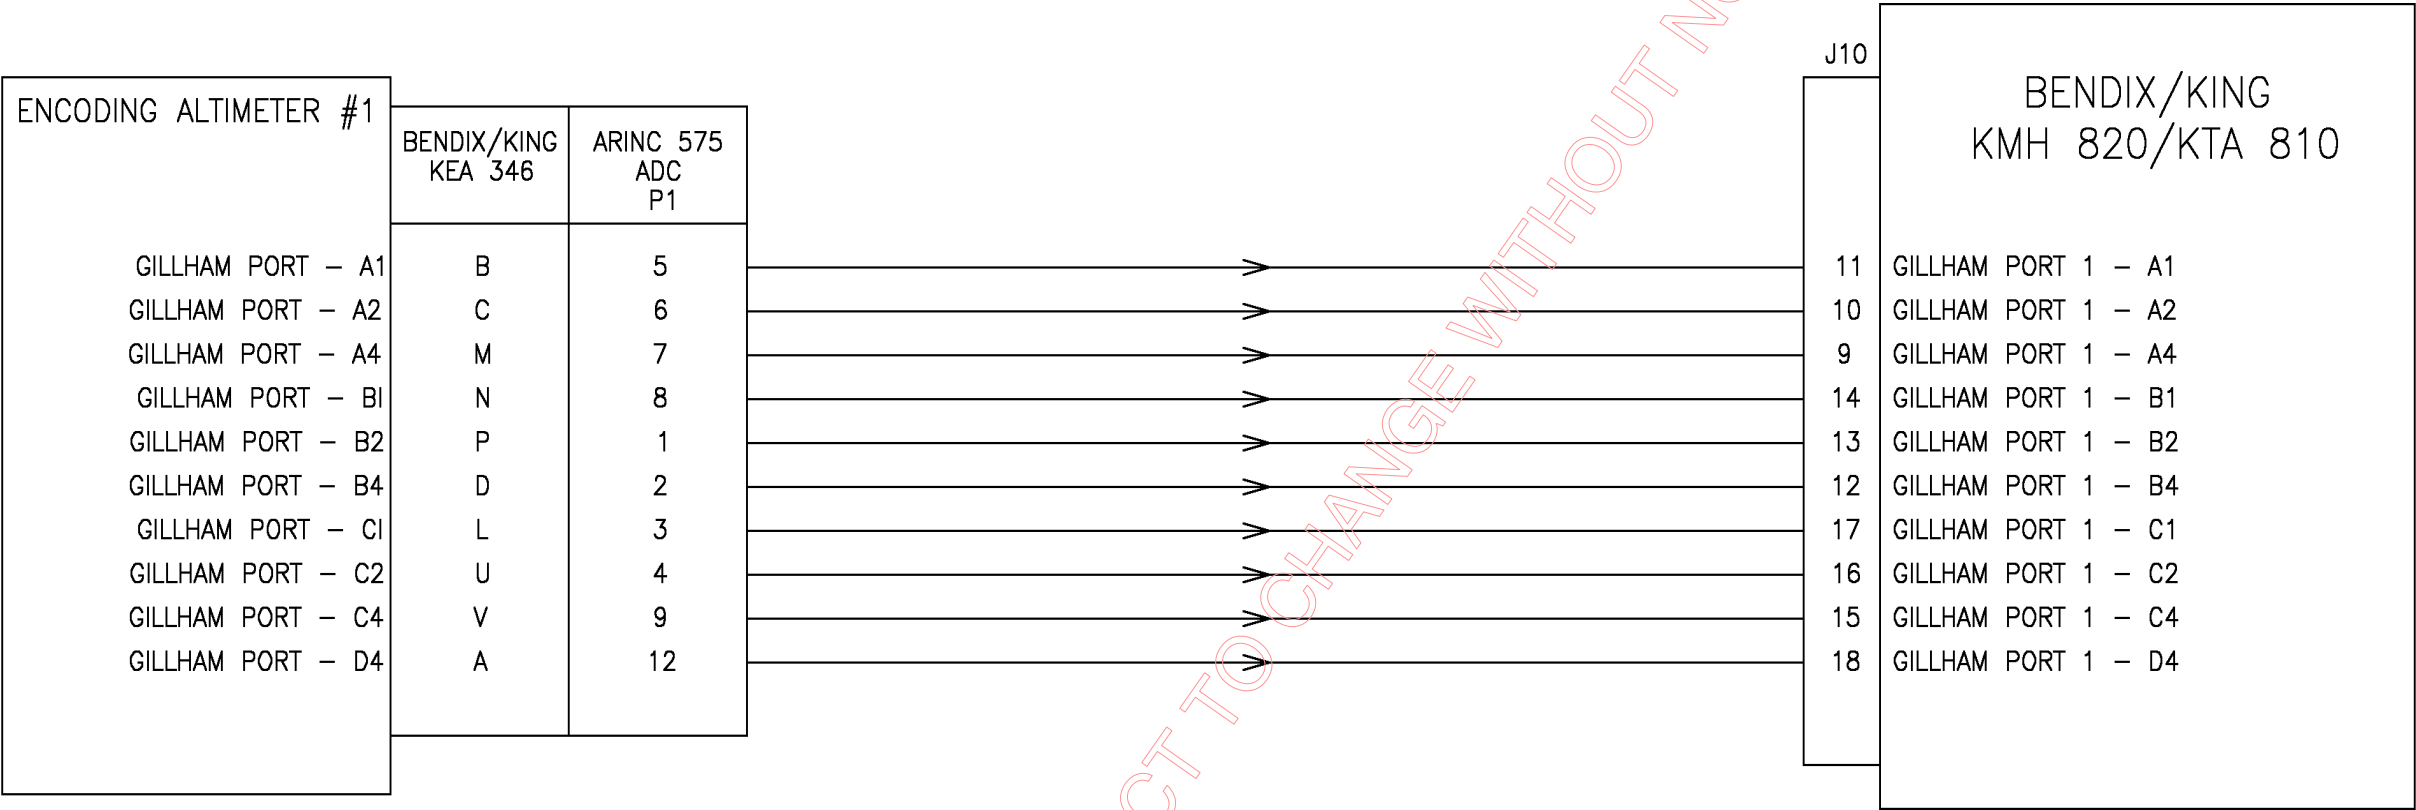 J10
ENCODING ALTIMETER #1
BENDIX/KING
KEA 346
ARINC 575
ADC
P1
BENDIX/KING
KMH 820/KTA 810
GILLHAM PORT – A1 B 5 11 GILLHAM PORT 1 – A1
GILLHAM PORT – A2 C 6 10 GILLHAM PORT 1 – A2
GILLHAM PORT – A4 M 7 9 GILLHAM PORT 1 – A4
GILLHAM PORT – BI N 8 14 GILLHAM PORT 1 – B1
GILLHAM PORT – B2 P 1 13 GILLHAM PORT 1 – B2
GILLHAM PORT – B4 D 2 12 GILLHAM PORT 1 – B4
GILLHAM PORT – CI L 3 17 GILLHAM PORT 1 – C1
GILLHAM PORT – C2 U 4 16 GILLHAM PORT 1 – C2
GILLHAM PORT – C4 V 9 15 GILLHAM PORT 1 – C4
GILLHAM PORT – D4 A 12 18 GILLHAM PORT 1 – D4
TO CHANGE WITHOUT